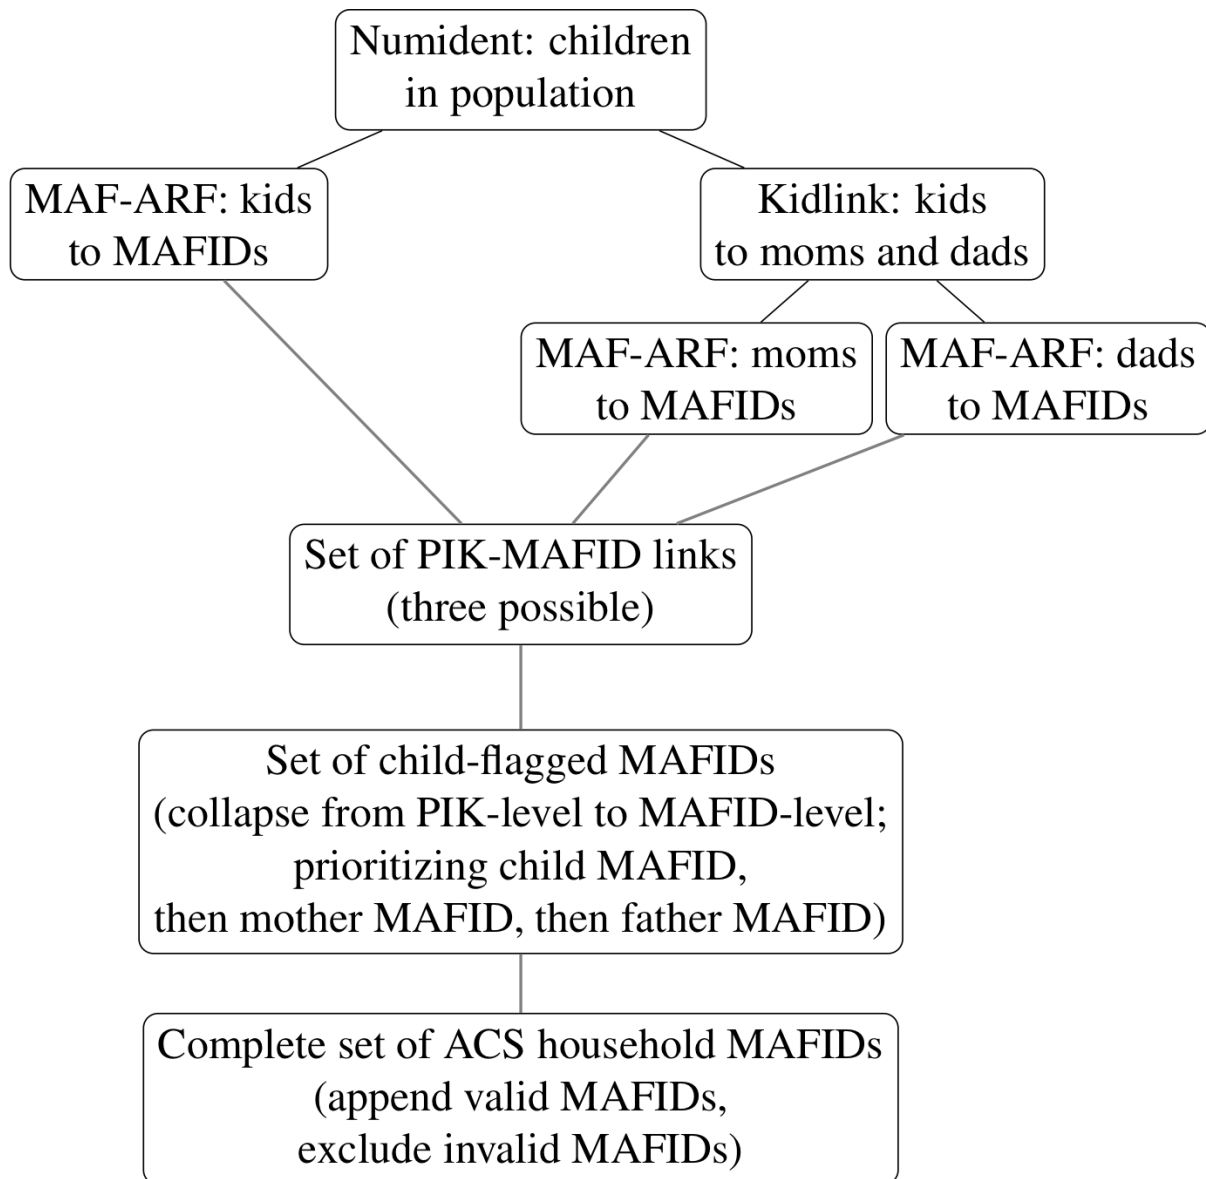 Numident: children
in population
MAF-ARF: kids
to MAFIDs
Kidlink: kids
to moms and dads
MAF-ARF: moms
to MAFIDs
MAF-ARF: dads
to MAFIDs
Set of PIK-MAFID links
(three possible)
Set of child-flagged MAFIDs
(collapse from PIK-level to MAFID-level;
prioritizing child MAFID,
then mother MAFID, then father MAFID)
Complete set of ACS household MAFIDs
(append valid MAFIDs,
exclude invalid MAFIDs)